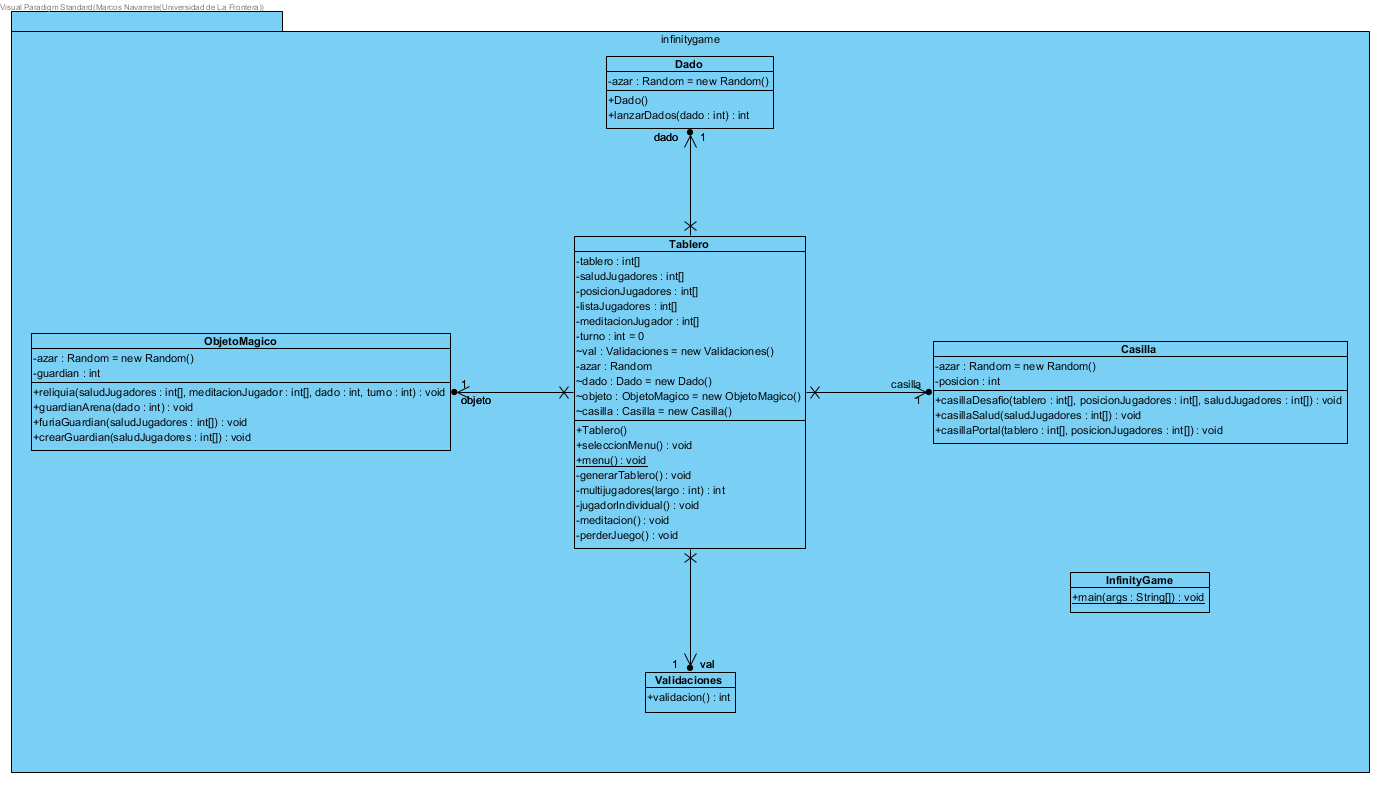 Visual Paradigm Standard(Marcos Navarrete(Universidad de La Frontera))
infinitygame
Dado
-azar : Random = new Random()
+Dado()
+lanzarDados(dado : int) : int
dado 1
Tablero
-tablero : int[]
-saludJugadores : int[]
-posicionJugadores : int[]
-listaJugadores : int[]
-meditacionJugador : int[]
-turno : int = 0
~val : Validaciones = new Validaciones()
-azar : Random
~dado : Dado = new Dado()
~objeto : ObjetoMagico = new ObjetoMagico()
~casilla : Casilla = new Casilla()
+Tablero()
+seleccionMenu() : void
+menu() : void
-generarTablero() : void
-multijugadores(largo : int) : int
-jugadorIndividual() : void
-meditacion() : void
-perderJuego() : void
ObjetoMagico
-azar : Random = new Random()
-guardian : int
+reliquia(saludJugadores : int[], meditacionJugador : int[], dado : int, turno : int) : void
+guardianArena(dado : int) : void
+furiaGuardian(saludJugadores : int[]) : void
+crearGuardian(saludJugadores : int[]) : void
1
objeto
Casilla
-azar : Random = new Random()
-posicion : int
+casillaDesafio(tablero : int[], posicionJugadores : int[], saludJugadores : int[]) : void
+casillaSalud(saludJugadores : int[]) : void
+casillaPortal(tablero : int[], posicionJugadores : int[]) : void
casilla
1
InfinityGame
+main(args : String[]) : void
1 val
Validaciones
+validacion() : int